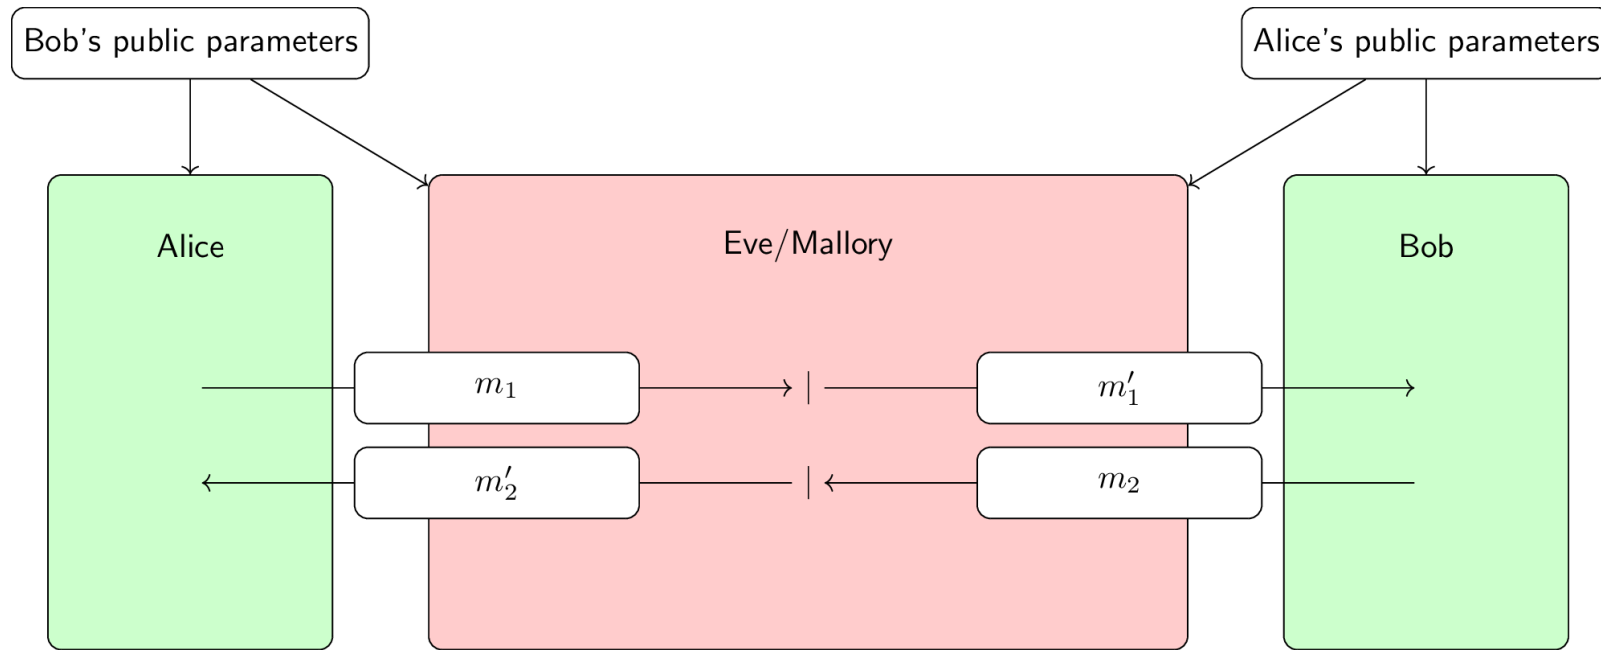 Bob's public parameters
Alice's public parameters
Alice
Eve/Mallory
Bob
m₁
|
m′₁
m′₂
|
m₂